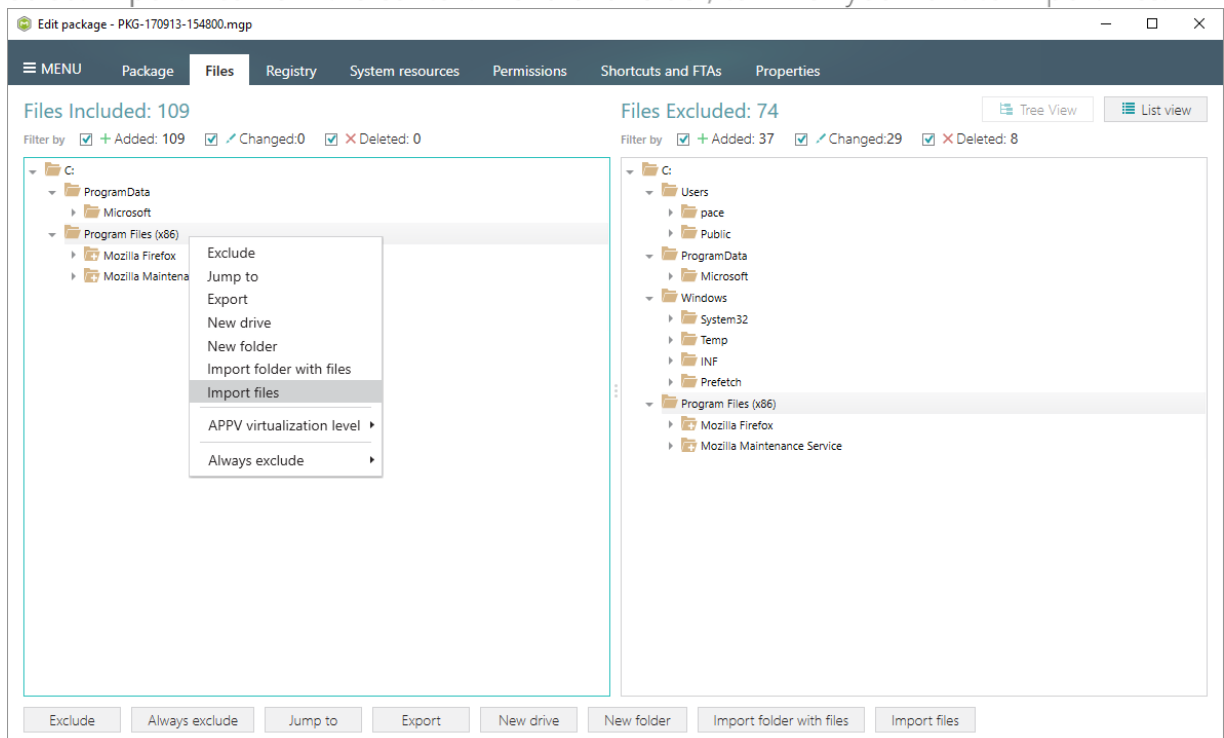 Edit package - PKG-170913-154800.mgp
MENU Package Files Registry System resources Permissions Shortcuts and FTAs Properties
Files Included: 109
Filter by Added: 109 Changed:0 Deleted: 0
C:
ProgramData
Microsoft
Program Files (x86)
Mozilla Firefox
Mozilla Maintena
Exclude
Jump to
Export
New drive
New folder
Import folder with files
Import files
APPV virtualization level
Always exclude
Files Excluded: 74
Tree View List view
Filter by Added: 37 Changed:29 Deleted: 8
C:
Users
pace
Public
ProgramData
Microsoft
Windows
System32
Temp
INF
Prefetch
Program Files (x86)
Mozilla Firefox
Mozilla Maintenance Service
Exclude Always exclude Jump to Export New drive New folder Import folder with files Import files